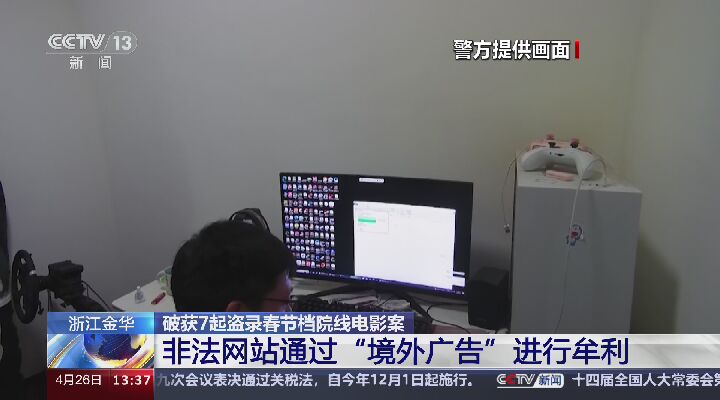 CCTV 13
新闻
警方提供画面
浙江金华
破获7起盗录春节档院线电影案
非法网站通过“境外广告”进行牟利
4月26日 13:37 九次会议表决通过关税法，自今年12月1日起施行。 CCTV新闻 十四届全国人大常委会第